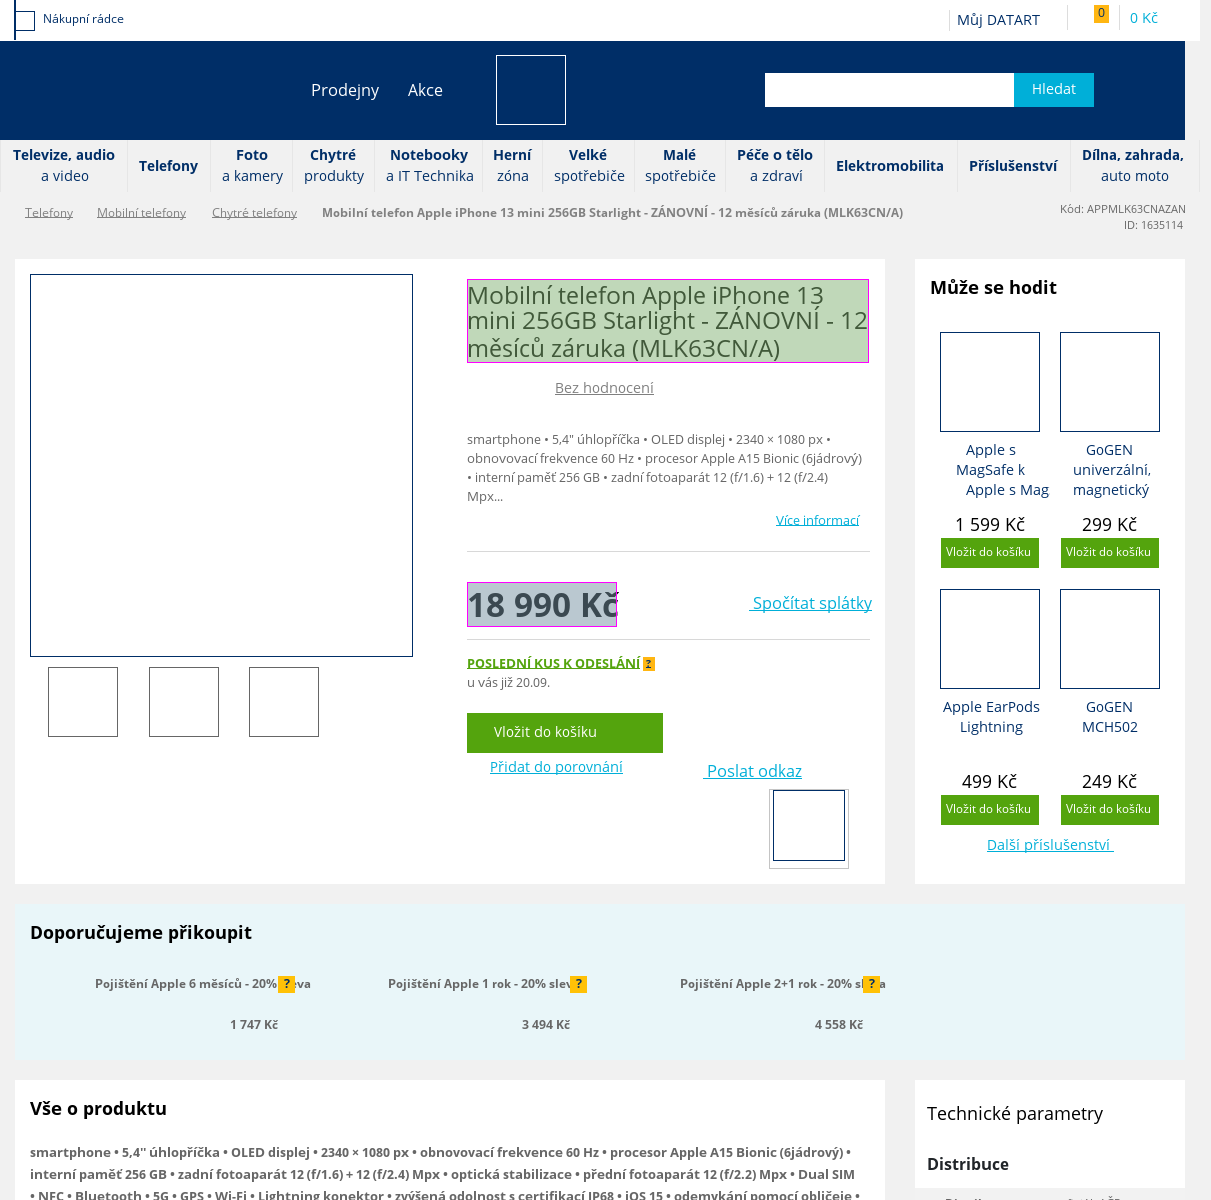 Nákupní rádce
Můj DATART
0
0 Kč
Prodejny
Akce
Hledat
Televize, audio
a video
Telefony
Foto
a kamery
Chytré
produkty
Notebooky
a IT Technika
Herní
zóna
Velké
spotřebiče
Malé
spotřebiče
Péče o tělo
a zdraví
Elektromobilita
Příslušenství
Dílna, zahrada,
auto moto
Telefony
Mobilní telefony
Chytré telefony
Mobilní telefon Apple iPhone 13 mini 256GB Starlight - ZÁNOVNÍ - 12 měsíců záruka (MLK63CN/A)
Kód: APPMLK63CNAZAN
ID: 1635114
Mobilní telefon Apple iPhone 13
mini 256GB Starlight - ZÁNOVNÍ - 12
měsíců záruka (MLK63CN/A)
Bez hodnocení
smartphone • 5,4" úhlopříčka • OLED displej • 2340 × 1080 px •
obnovovací frekvence 60 Hz • procesor Apple A15 Bionic (6jádrový)
• interní paměť 256 GB • zadní fotoaparát 12 (f/1.6) + 12 (f/2.4)
Mpx...
Více informací
18 990 Kč
Spočítat splátky
POSLEDNÍ KUS K ODESLÁNÍ ?
u vás již 20.09.
Vložit do košíku
Přidat do porovnání
Poslat odkaz
Může se hodit
Apple s
MagSafe k
Apple s Mag
1 599 Kč
Vložit do košíku
GoGEN
univerzální,
magnetický
299 Kč
Vložit do košíku
Apple EarPods
Lightning
499 Kč
Vložit do košíku
GoGEN
MCH502
249 Kč
Vložit do košíku
Další příslušenství
Doporučujeme přikoupit
Pojištění Apple 6 měsíců - 20% ?
1 747 Kč
Pojištění Apple 1 rok - 20% ?
3 494 Kč
Pojištění Apple 2+1 rok - 20% ?
4 558 Kč
Vše o produktu
smartphone • 5,4'' úhlopříčka • OLED displej • 2340 × 1080 px • obnovovací frekvence 60 Hz • procesor Apple A15 Bionic (6jádrový) •
interní paměť 256 GB • zadní fotoaparát 12 (f/1.6) + 12 (f/2.4) Mpx • optická stabilizace • přední fotoaparát 12 (f/2.2) Mpx • Dual SIM
• NFC • Bluetooth • 5G • GPS • Wi-Fi • Lightning konektor • zvýšená odolnost s certifikací IP68 • iOS 15 • odemykání pomocí obličeje •
Technické parametry
Distribuce